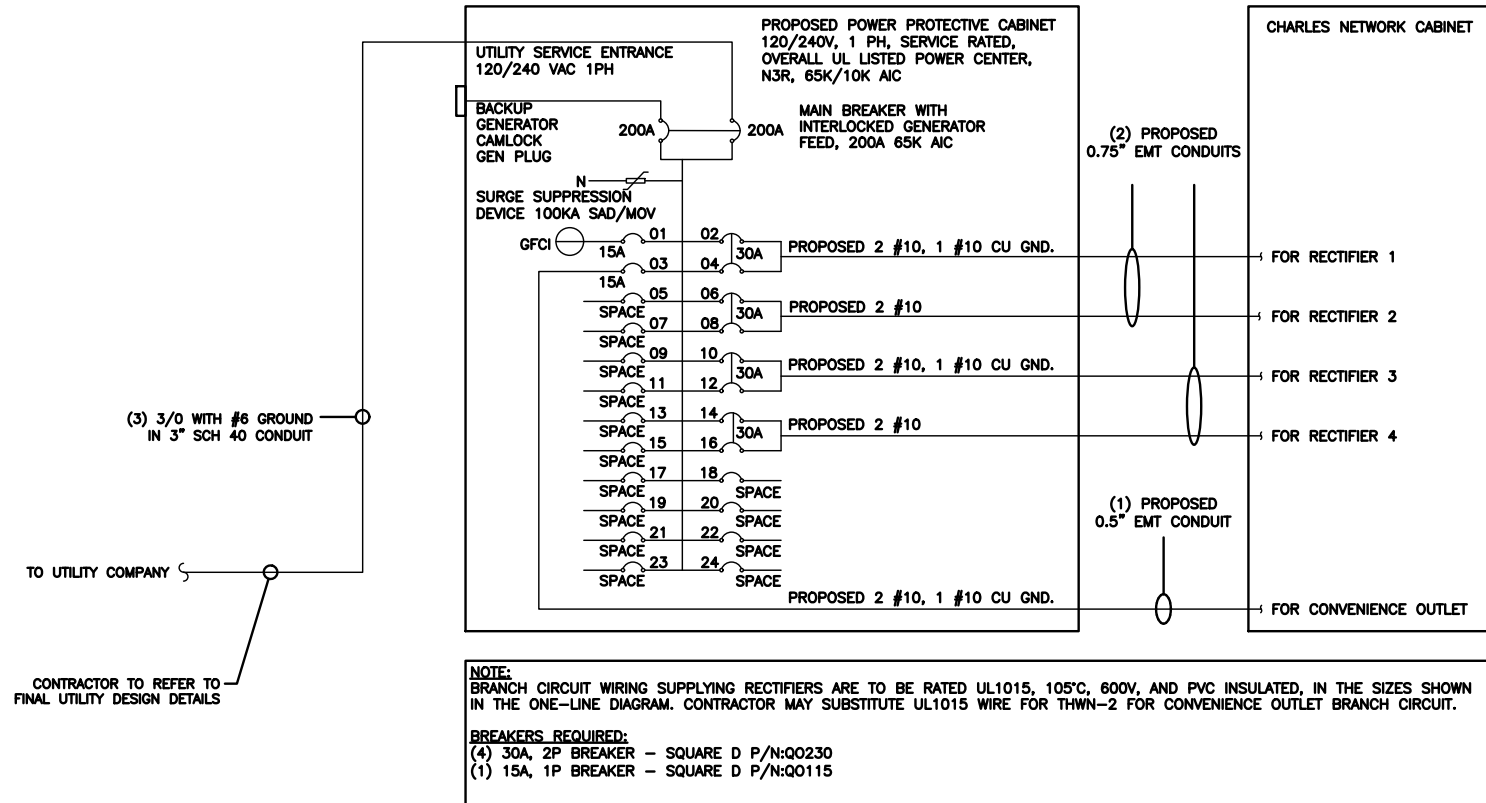 PROPOSED POWER PROTECTIVE CABINET
120/240V, 1 PH, SERVICE RATED,
OVERALL UL LISTED POWER CENTER,
N3R, 65K/10K AIC
CHARLES NETWORK CABINET
UTILITY SERVICE ENTRANCE
120/240 VAC 1PH
BACKUP
GENERATOR
CAMLOCK
GEN PLUG
200A
200A
MAIN BREAKER WITH
INTERLOCKED GENERATOR
FEED, 200A 65K AIC
(2) PROPOSED
0.75" EMT CONDUITS
N
SURGE SUPPRESSION
DEVICE 100KA SAD/MOV
GFCI
15A
01
02
30A
PROPOSED 2 #10, 1 #10 CU GND.
FOR RECTIFIER 1
15A
03
04
SPACE
05
06
30A
PROPOSED 2 #10
FOR RECTIFIER 2
SPACE
07
08
SPACE
09
10
30A
PROPOSED 2 #10, 1 #10 CU GND.
FOR RECTIFIER 3
SPACE
11
12
SPACE
13
14
30A
PROPOSED 2 #10
FOR RECTIFIER 4
SPACE
15
16
SPACE
17
18
SPACE
SPACE
19
20
SPACE
SPACE
21
22
SPACE
SPACE
23
24
SPACE
(3) 3/0 WITH #6 GROUND
IN 3" SCH 40 CONDUIT
(1) PROPOSED
0.5" EMT CONDUIT
TO UTILITY COMPANY
PROPOSED 2 #10, 1 #10 CU GND.
FOR CONVENIENCE OUTLET
CONTRACTOR TO REFER TO
FINAL UTILITY DESIGN DETAILS
NOTE:
BRANCH CIRCUIT WIRING SUPPLYING RECTIFIERS ARE TO BE RATED UL1015, 105°C, 600V, AND PVC INSULATED, IN THE SIZES SHOWN
IN THE ONE-LINE DIAGRAM. CONTRACTOR MAY SUBSTITUTE UL1015 WIRE FOR THWN-2 FOR CONVENIENCE OUTLET BRANCH CIRCUIT.
BREAKERS REQUIRED:
(4) 30A, 2P BREAKER - SQUARE D P/N:QO230
(1) 15A, 1P BREAKER - SQUARE D P/N:QO115